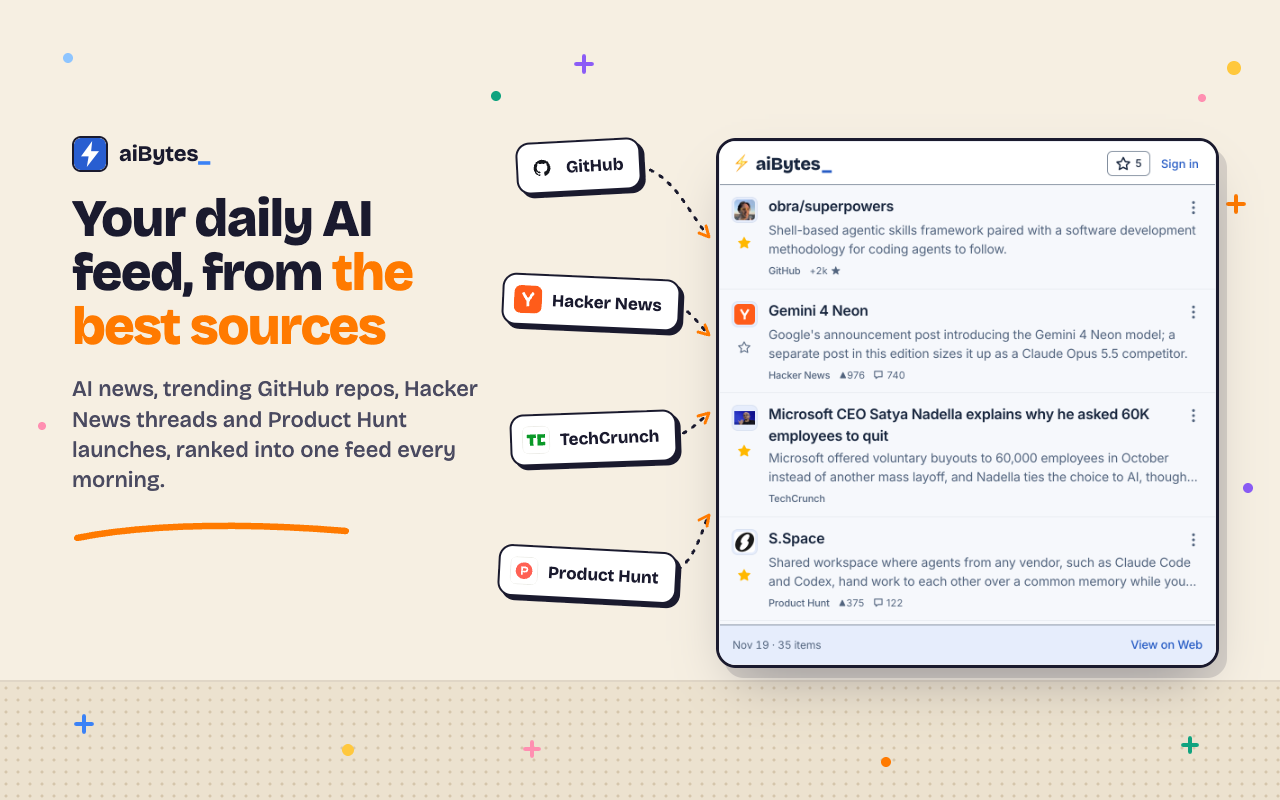 aiBytes_
Your daily AI
feed, from the
best sources
AI news, trending GitHub repos, Hacker
News threads and Product Hunt
launches, ranked into one feed every
morning.
GitHub
Hacker News
TechCrunch
Product Hunt
aiBytes_
5
Sign in
obra/superpowers
Shell-based agentic skills framework paired with a software development
methodology for coding agents to follow.
GitHub +2k ★
Gemini 4 Neon
Google's announcement post introducing the Gemini 4 Neon model; a
separate post in this edition sizes it up as a Claude Opus 5.5 competitor.
Hacker News ▲976 740
Microsoft CEO Satya Nadella explains why he asked 60K
employees to quit
Microsoft offered voluntary buyouts to 60,000 employees in October
instead of another mass layoff, and Nadella ties the choice to AI, though...
TechCrunch
S.Space
Shared workspace where agents from any vendor, such as Claude Code
and Codex, hand work to each other over a common memory while you...
Product Hunt ▲375 122
Nov 19 · 35 items
View on Web